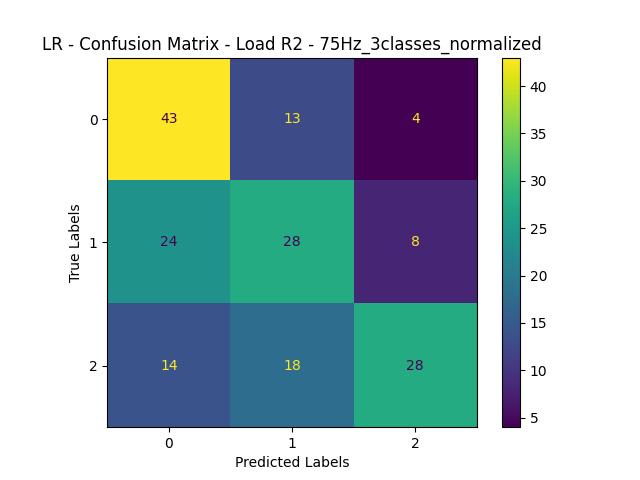 LR - Confusion Matrix - Load R2 - 75Hz_3classes_normalized
True Labels
0 43 13 4
1 24 28 8
2 14 18 28
0 1 2
Predicted Labels
40
35
30
25
20
15
10
5